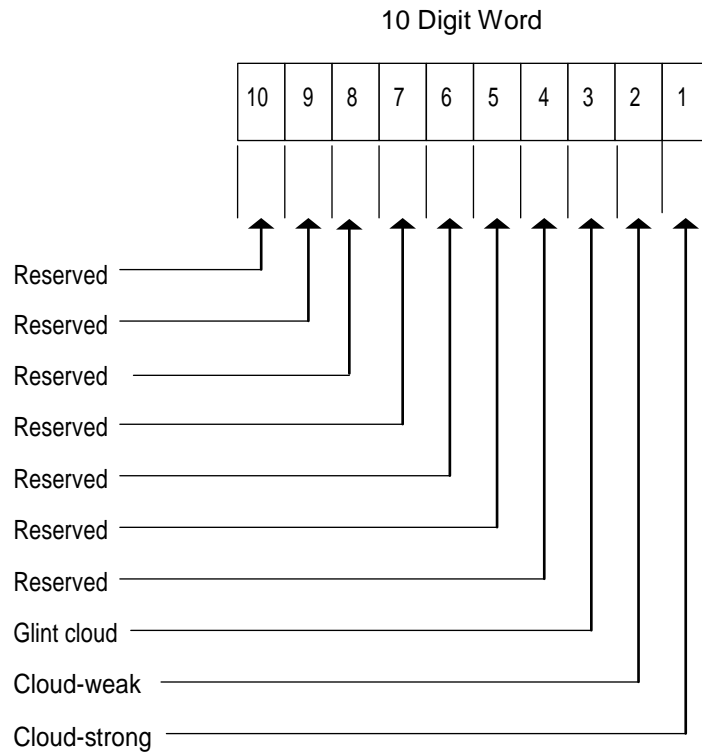 10 Digit Word
10 9 8 7 6 5 4 3 2 1
Reserved
Reserved
Reserved
Reserved
Reserved
Reserved
Reserved
Glint cloud
Cloud-weak
Cloud-strong